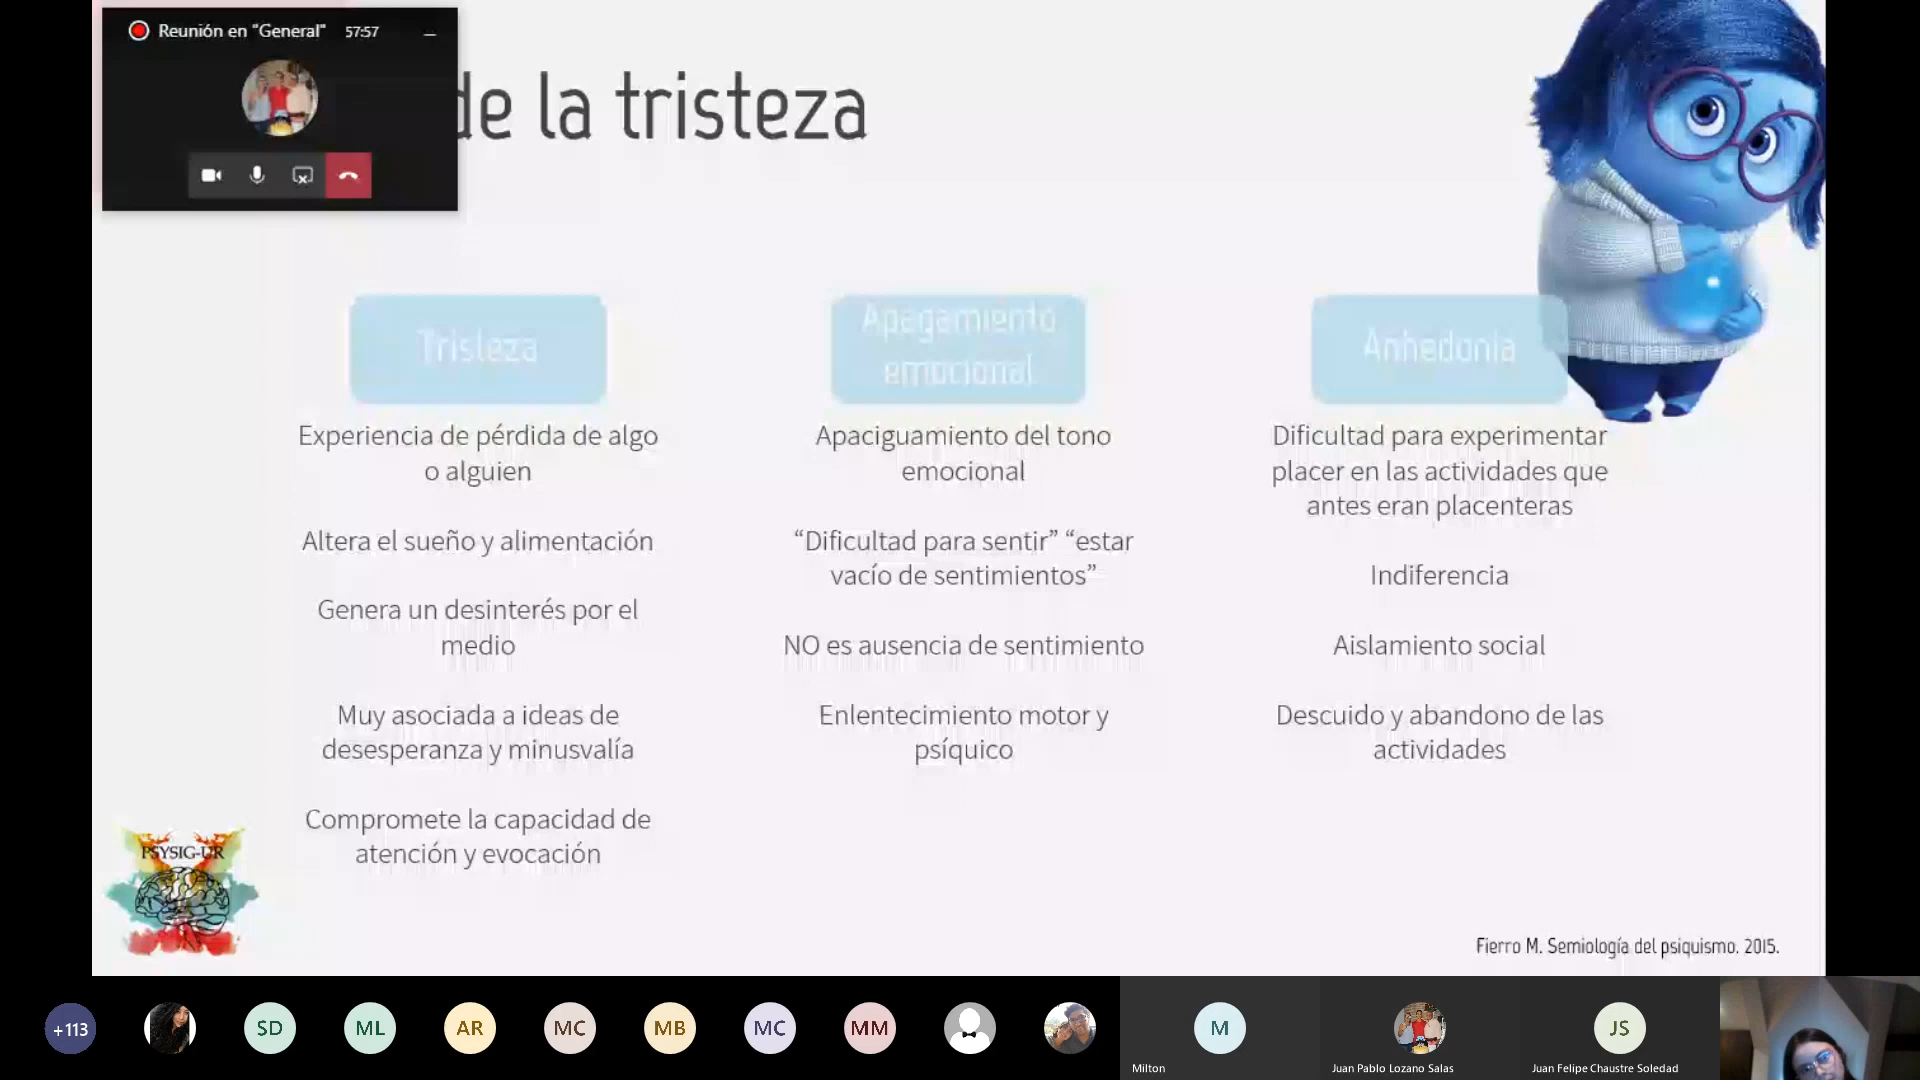 Reunión en "General" 57:57
de la tristeza
Tristeza
Experiencia de pérdida de algo
o alguien
Altera el sueño y alimentación
Genera un desinterés por el
medio
Muy asociada a ideas de
desesperanza y minusvalía
Compromete la capacidad de
atención y evocación
Apagamiento
emocional
Apaciguamiento del tono
emocional
“Dificultad para sentir” “estar
vacío de sentimientos”
NO es ausencia de sentimiento
Enlentecimiento motor y
psíquico
Anhedonia
Dificultad para experimentar
placer en las actividades que
antes eran placenteras
Indiferencia
Aislamiento social
Descuido y abandono de las
actividades
PSYSIG-UR
Fierro M. Semiología del psiquismo. 2015.
+113 SD ML AR MC MB MC MM M JS
Milton Juan Pablo Lozano Salas Juan Felipe Chaustre Soledad